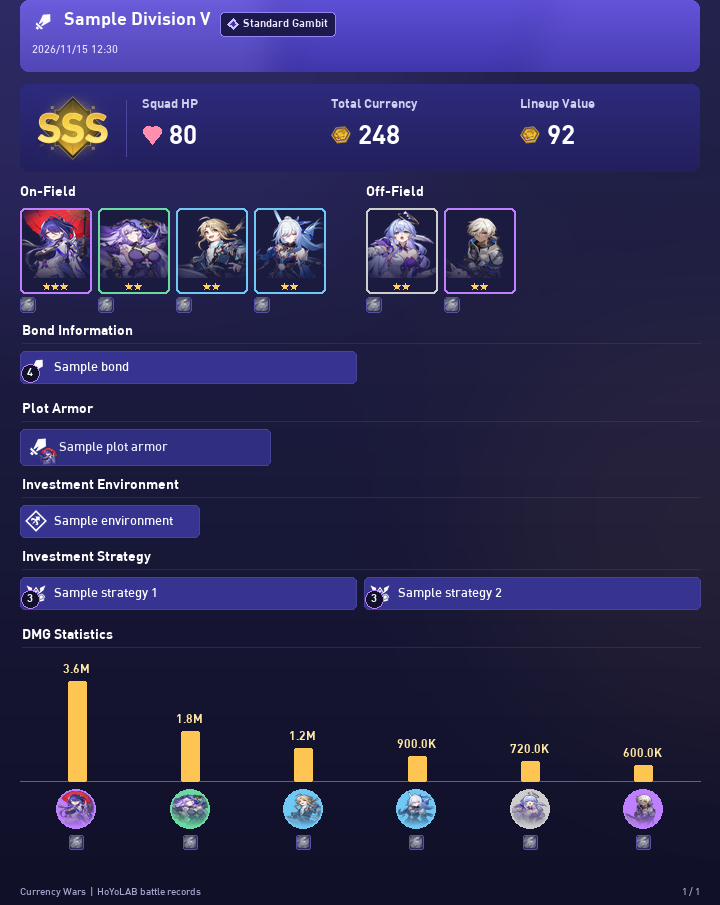 Sample Division V
Standard Gambit
2026/11/15 12:30
SSS
Squad HP
80
Total Currency
248
Lineup Value
92
On-Field
Off-Field
Bond Information
4
Sample bond
Plot Armor
Sample plot armor
Investment Environment
Sample environment
Investment Strategy
3
Sample strategy 1
3
Sample strategy 2
DMG Statistics
3.6M
1.8M
1.2M
900.0K
720.0K
600.0K
Currency Wars | HoYoLAB battle records
1 / 1